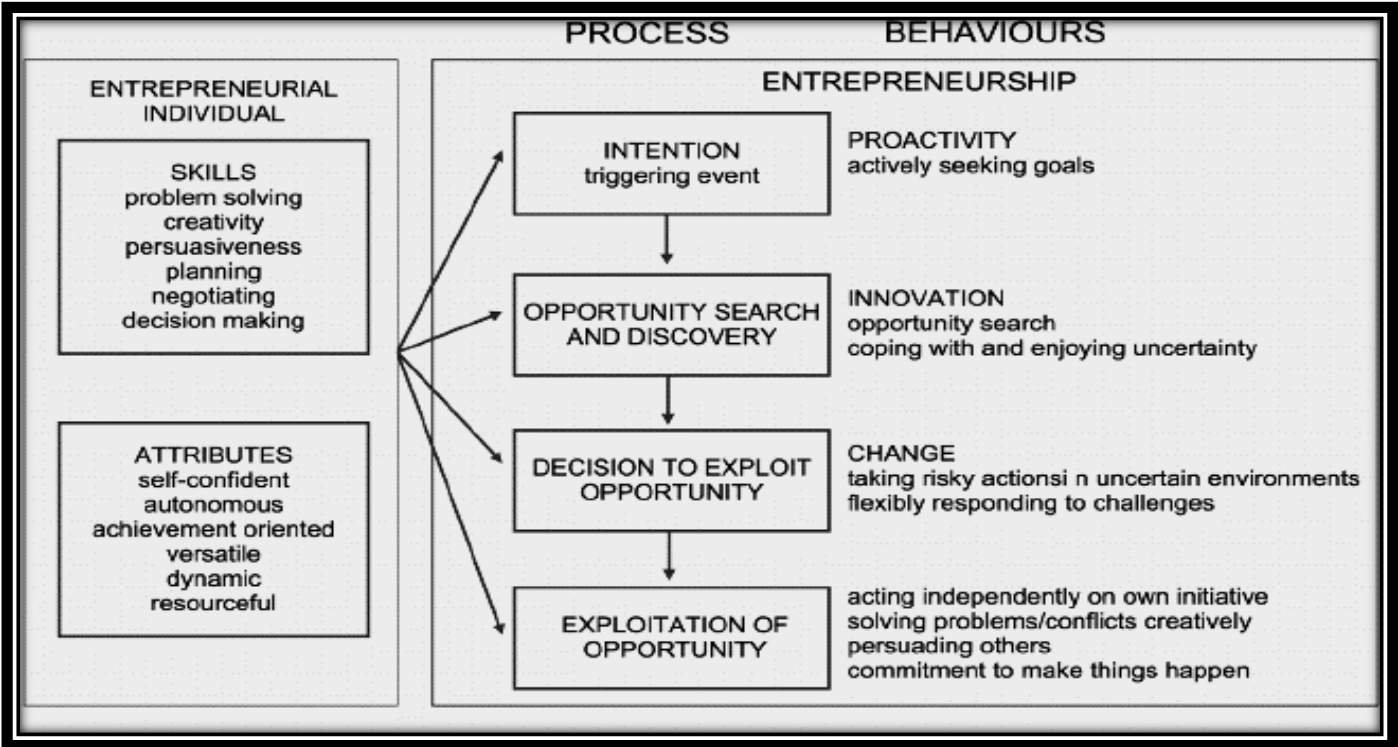 PROCESS BEHAVIOURS
ENTREPRENEURIAL
INDIVIDUAL
SKILLS
problem solving
creativity
persuasiveness
planning
negotiating
decision making
ATTRIBUTES
self-confident
autonomous
achievement oriented
versatile
dynamic
resourceful
ENTREPRENEURSHIP
INTENTION
triggering event
PROACTIVITY
actively seeking goals
OPPORTUNITY SEARCH
AND DISCOVERY
INNOVATION
opportunity search
coping with and enjoying uncertainty
DECISION TO EXPLOIT
OPPORTUNITY
CHANGE
taking risky actionsi n uncertain environments
flexibly responding to challenges
EXPLOITATION OF
OPPORTUNITY
acting independently on own initiative
solving problems/conflicts creatively
persuading others
commitment to make things happen